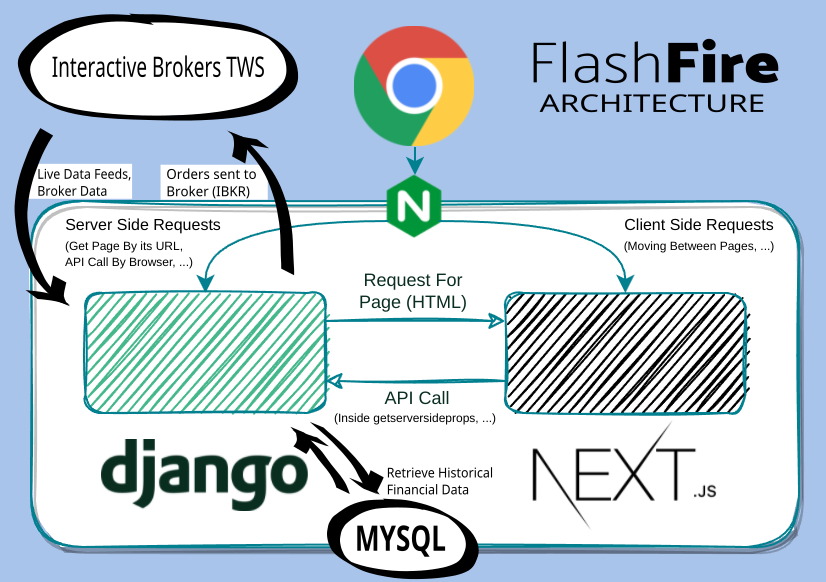 Interactive Brokers TWS
FlashFire
ARCHITECTURE
Live Data Feeds,
Broker Data
Orders sent to
Broker (IBKR)
N
Server Side Requests
(Get Page By its URL,
API Call By Browser, ...)
Client Side Requests
(Moving Between Pages, ...)
Request For
Page (HTML)
API Call
(Inside getserversideprops, ...)
django
NEXT.JS
Retrieve Historical
Financial Data
MYSQL